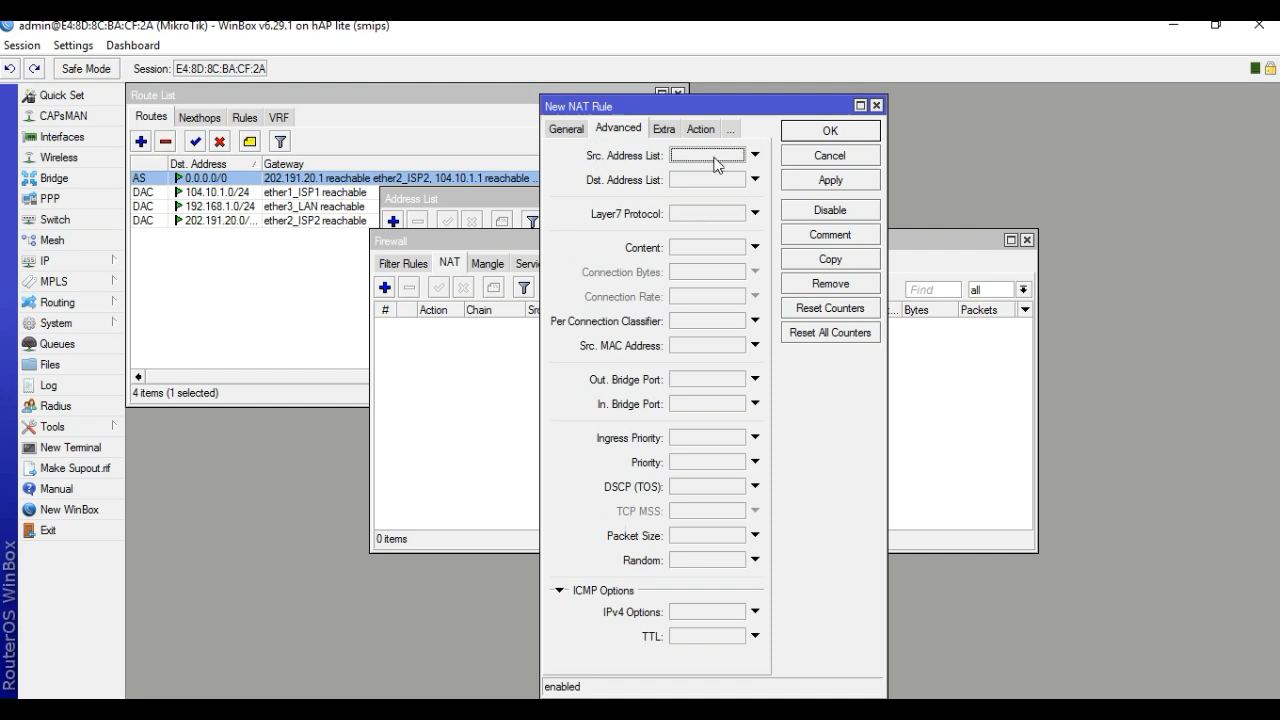 admin@E4:8D:8C:BA:CF:2A (MikroTik) - WinBox v6.29.1 on hAP lite (smips)
Session Settings Dashboard
Safe Mode Session: E4:8D:8C:BA:CF:2A
Quick Set
CAPsMAN
Interfaces
Wireless
Bridge
PPP
Switch
Mesh
IP
MPLS
Routing
System
Queues
Files
Log
Radius
Tools
New Terminal
Make Supout.rif
Manual
New WinBox
Exit
RouterOS WinBox
Route List
Routes Nexthops Rules VRF
Dst. Address / Gateway
AS 0.0.0.0/0 202.191.20.1 reachable ether2_ISP2, 104.10.1.1 reachable ...
DAC 104.10.1.0/24 ether1_ISP1 reachable
DAC 192.168.1.0/24 ether3_LAN reachable
DAC 202.191.20.0/... ether2_ISP2 reachable
4 items (1 selected)
Address List
Firewall
Filter Rules NAT Mangle Servi
Find all
# Action Chain Src
t... Bytes Packets
0 items
New NAT Rule
General Advanced Extra Action ...
Src. Address List:
Dst. Address List:
Layer7 Protocol:
Content:
Connection Bytes:
Connection Rate:
Per Connection Classifier:
Src. MAC Address:
Out. Bridge Port:
In. Bridge Port:
Ingress Priority:
Priority:
DSCP (TOS):
TCP MSS:
Packet Size:
Random:
ICMP Options
IPv4 Options:
TTL:
enabled
OK
Cancel
Apply
Disable
Comment
Copy
Remove
Reset Counters
Reset All Counters